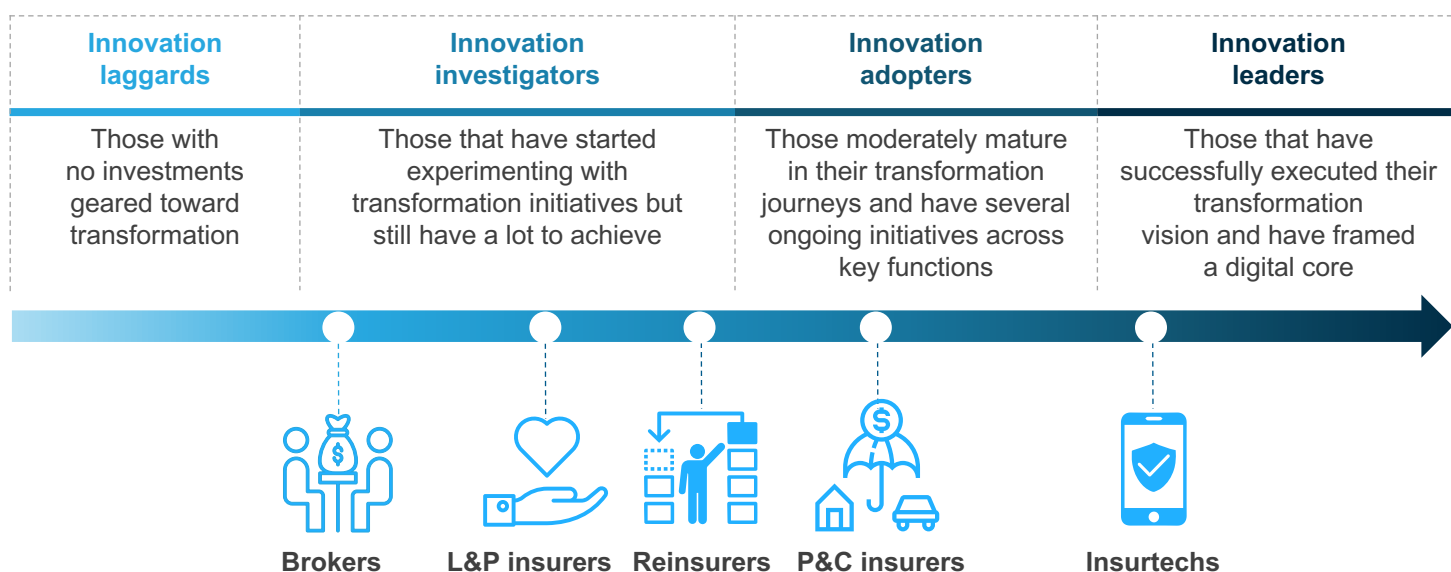 Innovation
laggards
Those with
no investments
geared toward
transformation
Innovation
investigators
Those that have started
experimenting with
transformation initiatives but
still have a lot to achieve
Innovation
adopters
Those moderately mature
in their transformation
journeys and have several
ongoing initiatives across
key functions
Innovation
leaders
Those that have
successfully executed their
transformation
vision and have framed
a digital core
$
$
Brokers
L&P insurers
Reinsurers
P&C insurers
Insurtechs